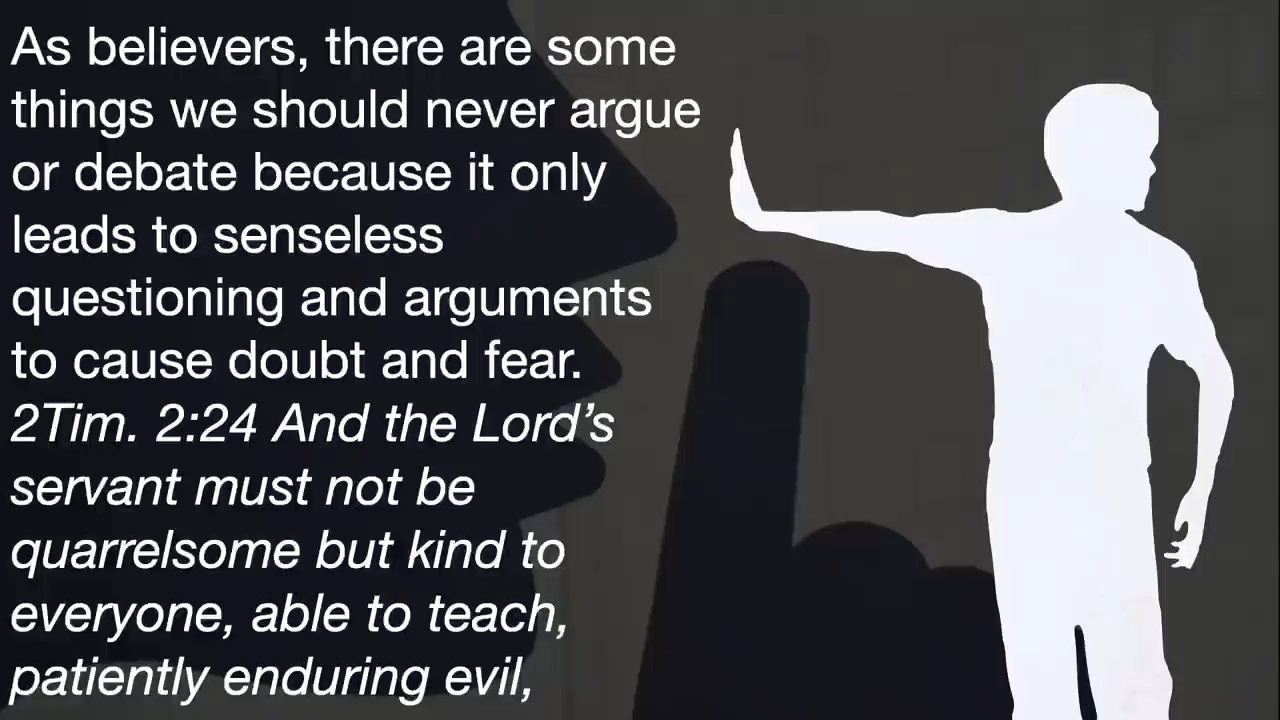 As believers, there are some
things we should never argue
or debate because it only
leads to senseless
questioning and arguments
to cause doubt and fear.
2Tim. 2:24 And the Lord’s
servant must not be
quarrelsome but kind to
everyone, able to teach,
patiently enduring evil,